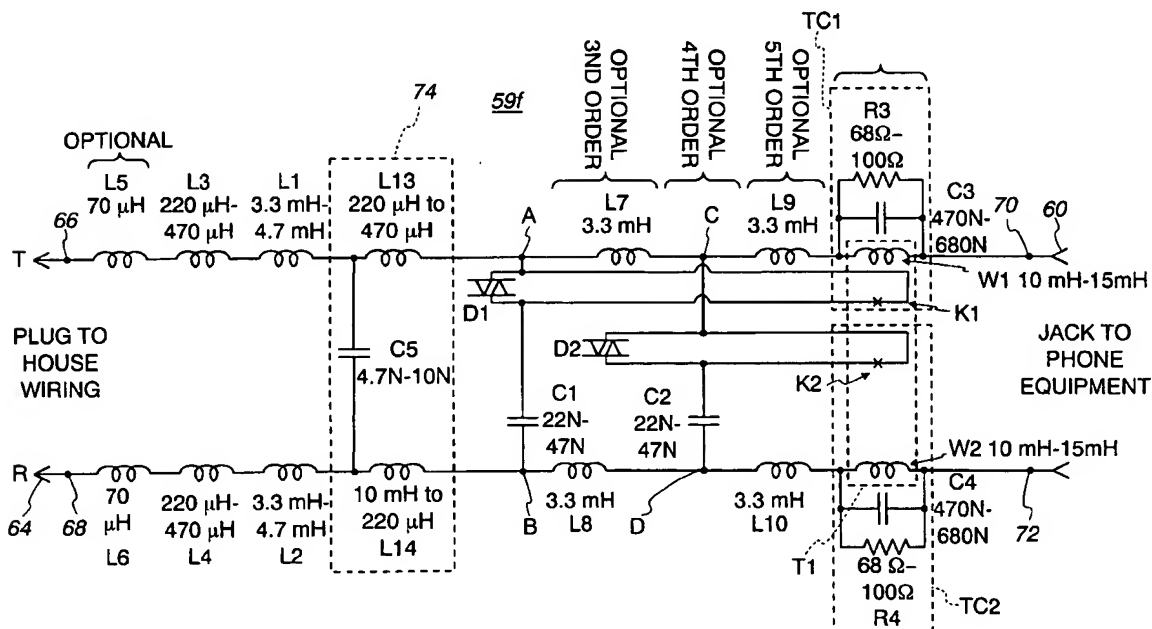 TC1
OPTIONAL
3ND ORDER
OPTIONAL
4TH ORDER
OPTIONAL
5TH ORDER
74
59f
R3
68Ω–
100Ω
OPTIONAL
L5
70 µH
L3
220 µH-
470 µH
L1
3.3 mH-
4.7 mH
L13
220 µH to
470 µH
A
L7
3.3 mH
C
L9
3.3 mH
C3
470N-
680N
70
60
66
T
W1 10 mH-15mH
D1
K1
PLUG TO
HOUSE
WIRING
C5
4.7N-10N
D2
K2
JACK TO
PHONE
EQUIPMENT
C1
22N-
47N
C2
22N-
47N
W2 10 mH-15mH
R
64
68
70
µH
L6
220 µH-
470 µH
L4
3.3 mH-
4.7 mH
L2
10 mH to
220 µH
L14
B
3.3 mH
L8
D
3.3 mH
L10
C4
470N-
680N
72
T1
68 Ω–
100Ω
R4
TC2